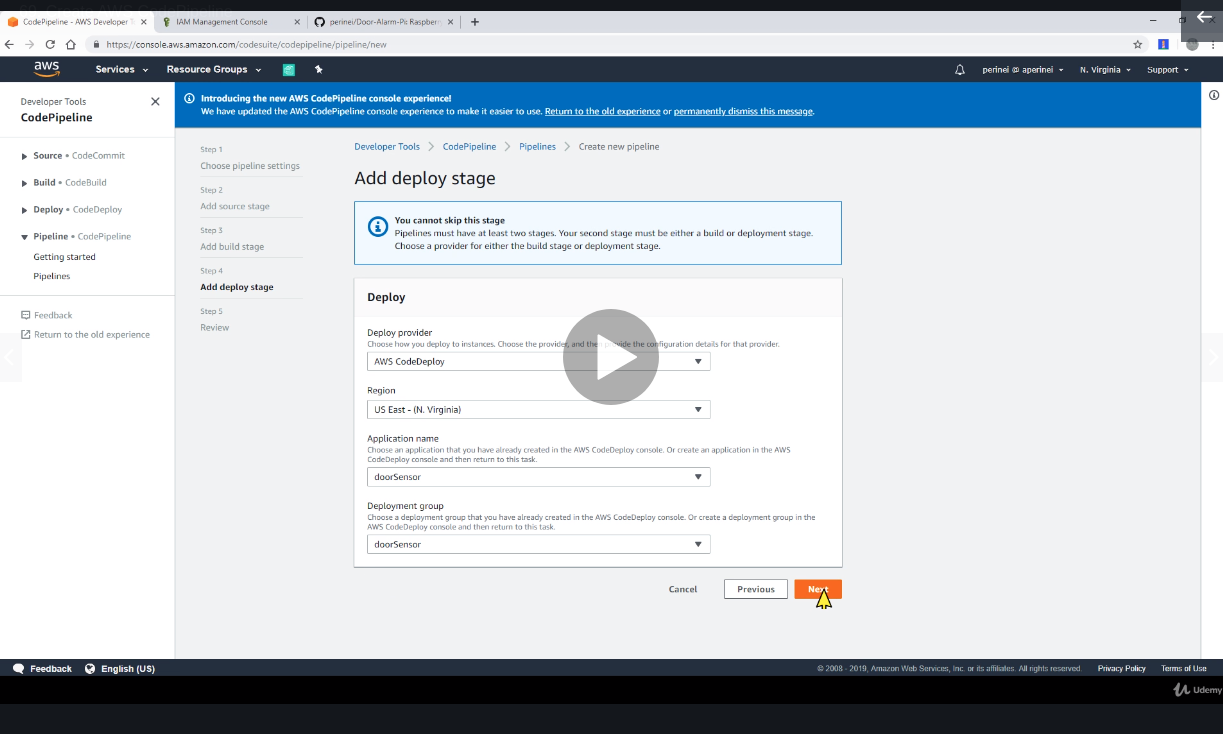 CodePipeline - AWS Developer T
IAM Management Console
perinei/Door-Alarm-Pi: Raspberr
https://console.aws.amazon.com/codesuite/codepipeline/pipeline/new
aws
Services
Resource Groups
perinei @ aperinei
N. Virginia
Support
Developer Tools
CodePipeline
Source • CodeCommit
Build • CodeBuild
Deploy • CodeDeploy
Pipeline • CodePipeline
Getting started
Pipelines
Feedback
Return to the old experience
Introducing the new AWS CodePipeline console experience!
We have updated the AWS CodePipeline console experience to make it easier to use. Return to the old experience or permanently dismiss this message.
Step 1
Choose pipeline settings
Step 2
Add source stage
Step 3
Add build stage
Step 4
Add deploy stage
Step 5
Review
Developer Tools > CodePipeline > Pipelines > Create new pipeline
Add deploy stage
You cannot skip this stage
Pipelines must have at least two stages. Your second stage must be either a build or deployment stage.
Choose a provider for either the build stage or deployment stage.
Deploy
Deploy provider
Choose how you deploy to instances. Choose the provider, and then provide the configuration details for that provider.
AWS CodeDeploy
Region
US East - (N. Virginia)
Application name
Choose an application that you have already created in the AWS CodeDeploy console. Or create an application in the AWS
CodeDeploy console and then return to this task.
doorSensor
Deployment group
Choose a deployment group that you have already created in the AWS CodeDeploy console. Or create a deployment group in the
AWS CodeDeploy console and then return to this task.
doorSensor
Cancel
Previous
Next
Feedback
English (US)
© 2008 - 2019, Amazon Web Services, Inc. or its affiliates. All rights reserved.
Privacy Policy
Terms of Use
Udemy